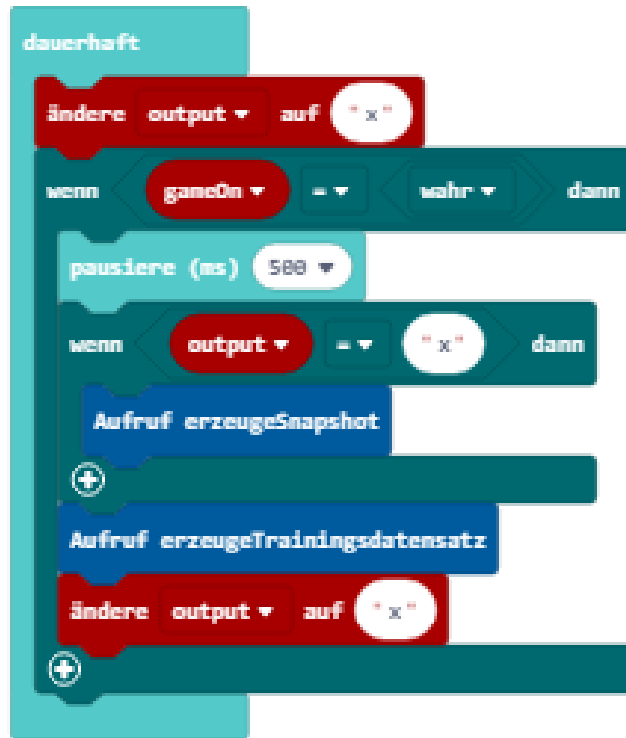 dauerhaft
ändere output auf "x"
wenn gameOn = wahr dann
pausiere (ms) 500
wenn output = "x" dann
Aufruf erzeugeSnapshot
Aufruf erzeugeTrainingsdatensatz
ändere output auf "x"